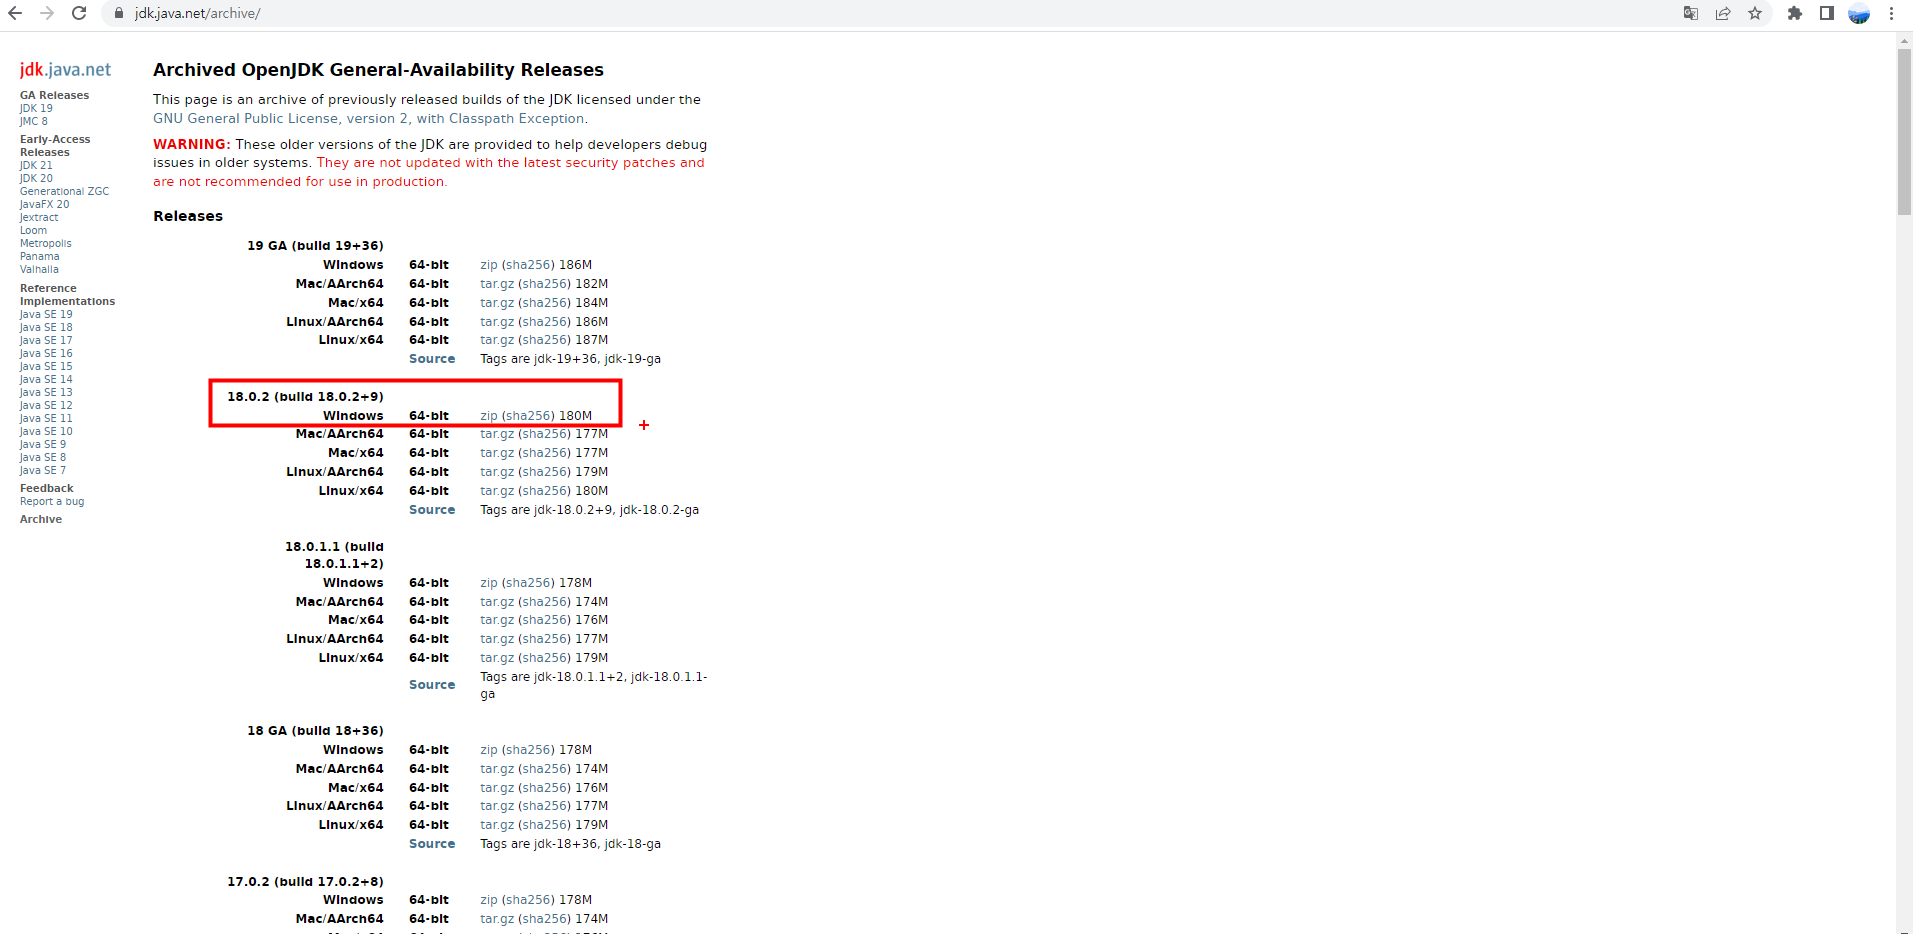 jdk.java.net/archive/
jdk.java.net
GA Releases
JDK 19
JMC 8
Early-Access
Releases
JDK 21
JDK 20
Generational ZGC
JavaFX 20
Jextract
Loom
Metropolis
Panama
Valhalla
Reference
Implementations
Java SE 19
Java SE 18
Java SE 17
Java SE 16
Java SE 15
Java SE 14
Java SE 13
Java SE 12
Java SE 11
Java SE 10
Java SE 9
Java SE 8
Java SE 7
Feedback
Report a bug
Archive
Archived OpenJDK General-Availability Releases
This page is an archive of previously released builds of the JDK licensed under the
GNU General Public License, version 2, with Classpath Exception.
WARNING: These older versions of the JDK are provided to help developers debug
issues in older systems. They are not updated with the latest security patches and
are not recommended for use in production.
Releases
19 GA (build 19+36)
Windows 64-bit zip (sha256) 186M
Mac/AArch64 64-bit tar.gz (sha256) 182M
Mac/x64 64-bit tar.gz (sha256) 184M
Linux/AArch64 64-bit tar.gz (sha256) 186M
Linux/x64 64-bit tar.gz (sha256) 187M
Source Tags are jdk-19+36, jdk-19-ga
18.0.2 (build 18.0.2+9)
Windows 64-bit zip (sha256) 180M
Mac/AArch64 64-bit tar.gz (sha256) 177M
Mac/x64 64-bit tar.gz (sha256) 177M
Linux/AArch64 64-bit tar.gz (sha256) 179M
Linux/x64 64-bit tar.gz (sha256) 180M
Source Tags are jdk-18.0.2+9, jdk-18.0.2-ga
18.0.1.1 (build
18.0.1.1+2)
Windows 64-bit zip (sha256) 178M
Mac/AArch64 64-bit tar.gz (sha256) 174M
Mac/x64 64-bit tar.gz (sha256) 176M
Linux/AArch64 64-bit tar.gz (sha256) 177M
Linux/x64 64-bit tar.gz (sha256) 179M
Source Tags are jdk-18.0.1.1+2, jdk-18.0.1.1-
ga
18 GA (build 18+36)
Windows 64-bit zip (sha256) 178M
Mac/AArch64 64-bit tar.gz (sha256) 174M
Mac/x64 64-bit tar.gz (sha256) 176M
Linux/AArch64 64-bit tar.gz (sha256) 177M
Linux/x64 64-bit tar.gz (sha256) 179M
Source Tags are jdk-18+36, jdk-18-ga
17.0.2 (build 17.0.2+8)
Windows 64-bit zip (sha256) 178M
Mac/AArch64 64-bit tar.gz (sha256) 174M